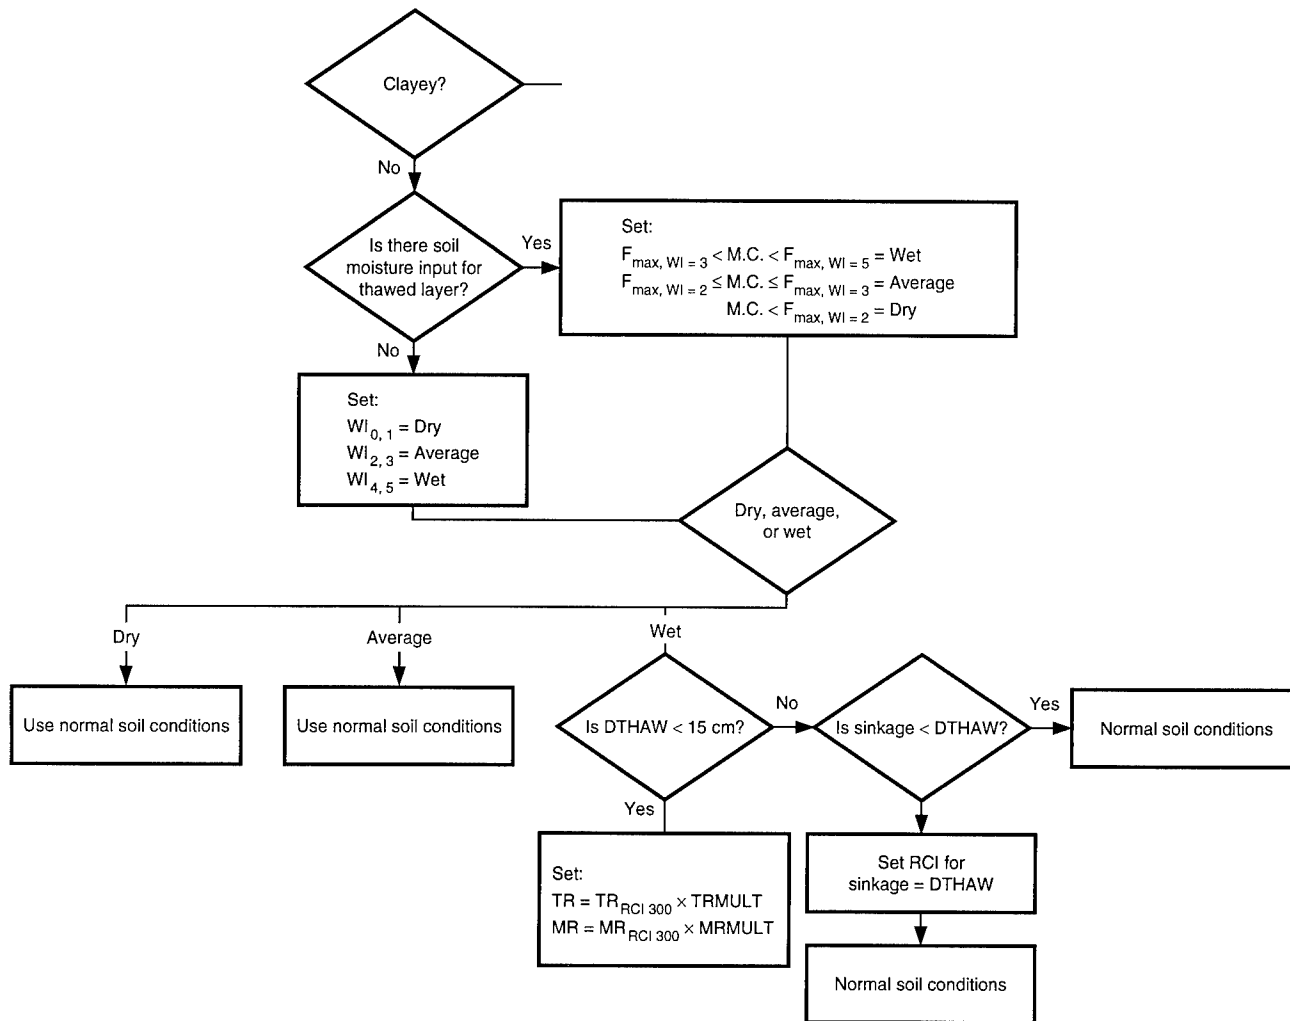 Clayey?
No
Is there soil
moisture input for
thawed layer?
Yes
Set:
F max, WI = 3 < M.C. < F max, WI = 5 = Wet
F max, WI = 2 ≤ M.C. ≤ F max, WI = 3 = Average
M.C. < F max, WI = 2 = Dry
No
Set:
WI 0, 1 = Dry
WI 2, 3 = Average
WI 4, 5 = Wet
Dry, average,
or wet
Dry
Average
Wet
Use normal soil conditions
Use normal soil conditions
Is DTHAW < 15 cm?
No
Is sinkage < DTHAW?
Yes
Normal soil conditions
Yes
Set:
TR = TR RCI 300 × TRMULT
MR = MR RCI 300 × MRMULT
Set RCI for
sinkage = DTHAW
Normal soil conditions